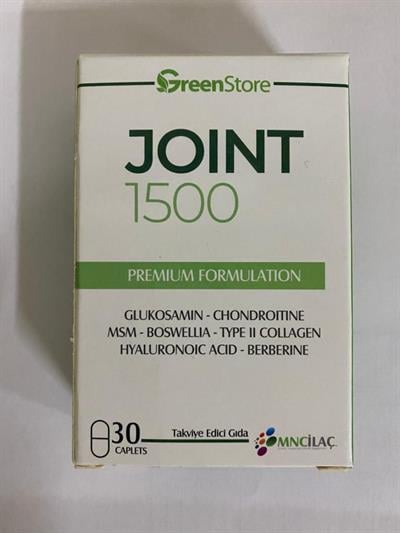 GreenStore
JOINT
1500
PREMIUM FORMULATION
GLUKOSAMIN - CHONDROITINE
MSM - BOSWELLIA - TYPE II COLLAGEN
HYALURONOIC ACID - BERBERINE
30
CAPLETS
Takviye Edici Gıda
MNCİLAÇ